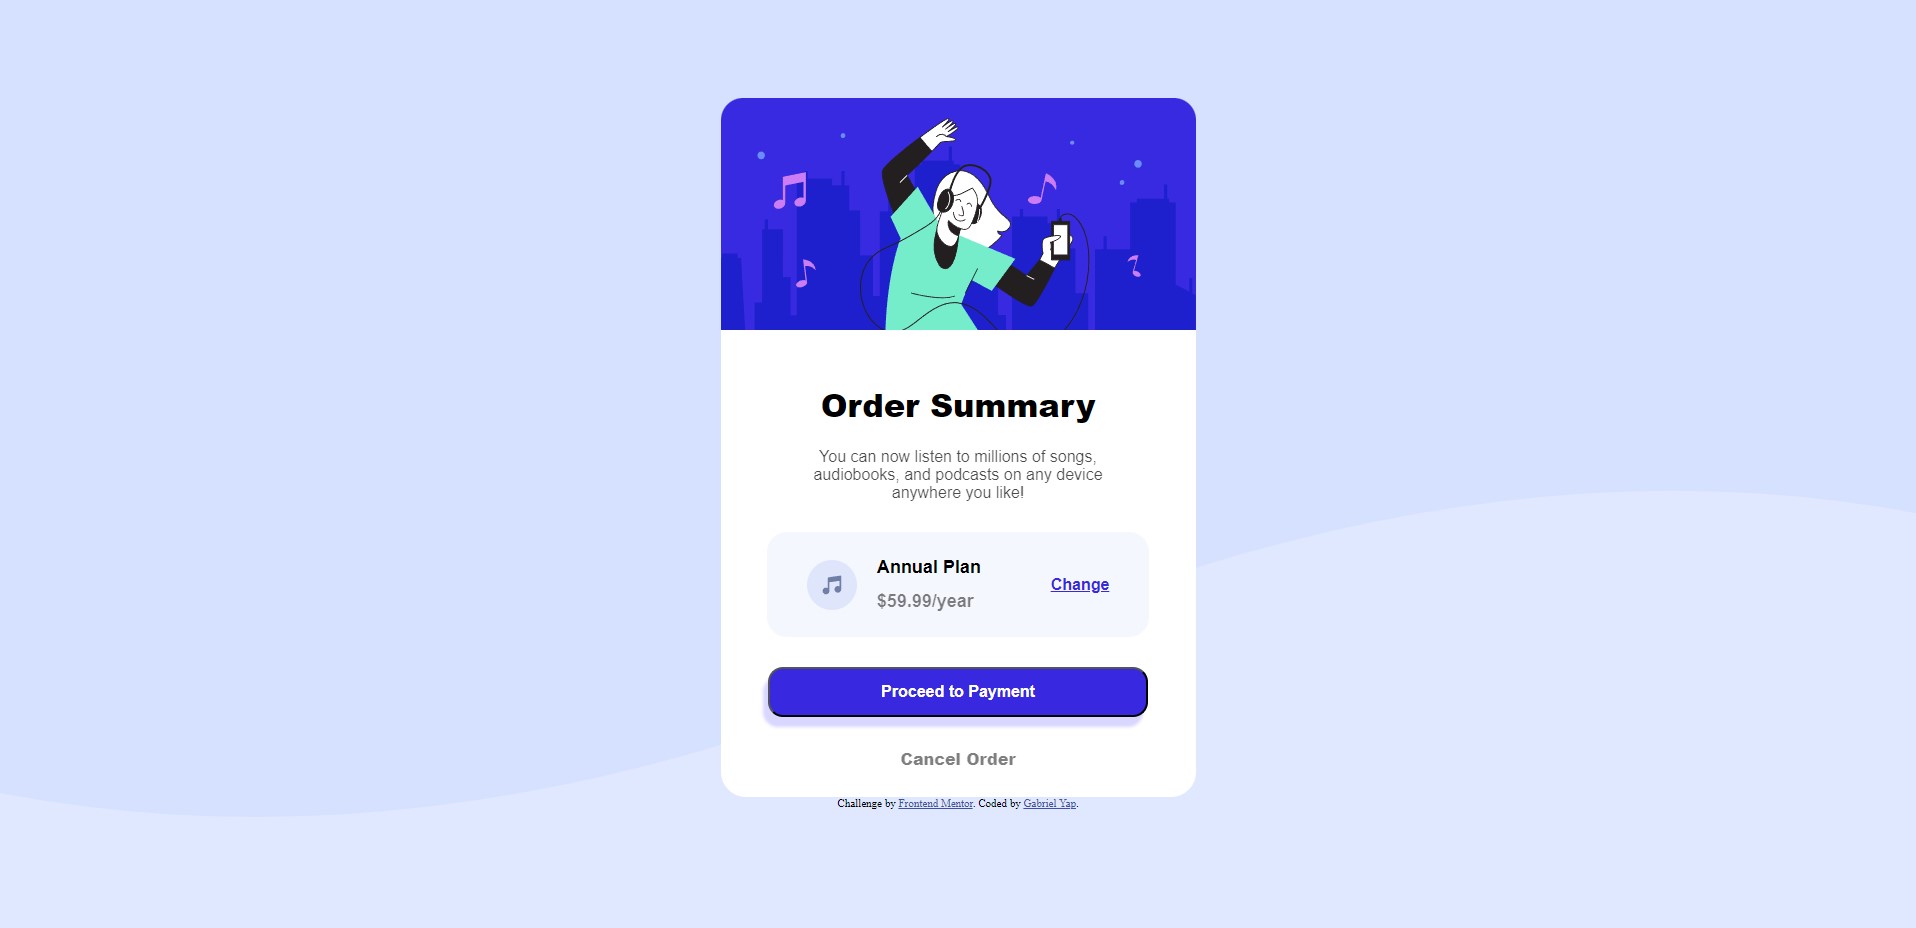 Order Summary
You can now listen to millions of songs,
audiobooks, and podcasts on any device
anywhere you like!
Annual Plan
$59.99/year
Change
Proceed to Payment
Cancel Order
Challenge by Frontend Mentor. Coded by Gabriel Yap.